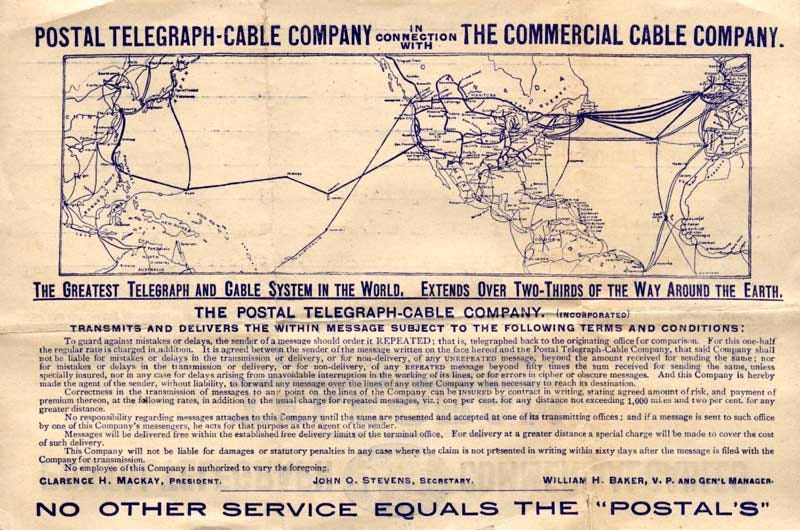 POSTAL TELEGRAPH-CABLE COMPANY IN CONNECTION WITH THE COMMERCIAL CABLE COMPANY.
CANADA
AUSTRALIA
THE GREATEST TELEGRAPH AND CABLE SYSTEM IN THE WORLD. EXTENDS OVER TWO-THIRDS OF THE WAY AROUND THE EARTH.
THE POSTAL TELEGRAPH-CABLE COMPANY. (INCORPORATED)
TRANSMITS AND DELIVERS THE WITHIN MESSAGE SUBJECT TO THE FOLLOWING TERMS AND CONDITIONS:
To guard against mistakes or delays, the sender of a message should order it REPEATED; that is, telegraphed back to the originating office for comparison. For this one-half
the regular rate is charged in addition. It is agreed between the sender of the message written on the face hereof and the Postal Telegraph-Cable Company, that said Company shall
not be liable for mistakes or delays in the transmission or delivery, or for non-delivery, of any UNREPEATED message, beyond the amount received for sending the same; nor
for mistakes or delays in the transmission or delivery, or for non-delivery, of any REPEATED message beyond fifty times the sum received for sending the same, unless
specially insured, nor in any case for delays arising from unavoidable interruption in the working of its lines, or for errors in cipher or obscure messages. And this Company is hereby
made the agent of the sender, without liability, to forward any message over the lines of any other Company when necessary to reach its destination.
Correctness in the transmission of messages to any point on the lines of the Company can be INSURED by contract in writing, stating agreed amount of risk, and payment of
premium thereon, at the following rates, in addition to the usual charge for repeated messages, viz.; one per cent. for any distance not exceeding 1,000 miles and two per cent. for any
greater distance.
No responsibility regarding messages attaches to this Company until the same are presented and accepted at one of its transmitting offices; and if a message is sent to such office
by one of this Company's messengers, he acts for that purpose as the agent of the sender.
Messages will be delivered free within the established free delivery limits of the terminal office. For delivery at a greater distance a special charge will be made to cover the cost
of such delivery.
This Company will not be liable for damages or statutory penalties in any case where the claim is not presented in writing within sixty days after the message is filed with the
Company for transmission.
No employee of this Company is authorized to vary the foregoing.
CLARENCE H. MACKAY, PRESIDENT. JOHN O. STEVENS, SECRETARY. WILLIAM H. BAKER, V. P. AND GEN'L MANAGER.
NO OTHER SERVICE EQUALS THE "POSTAL'S"